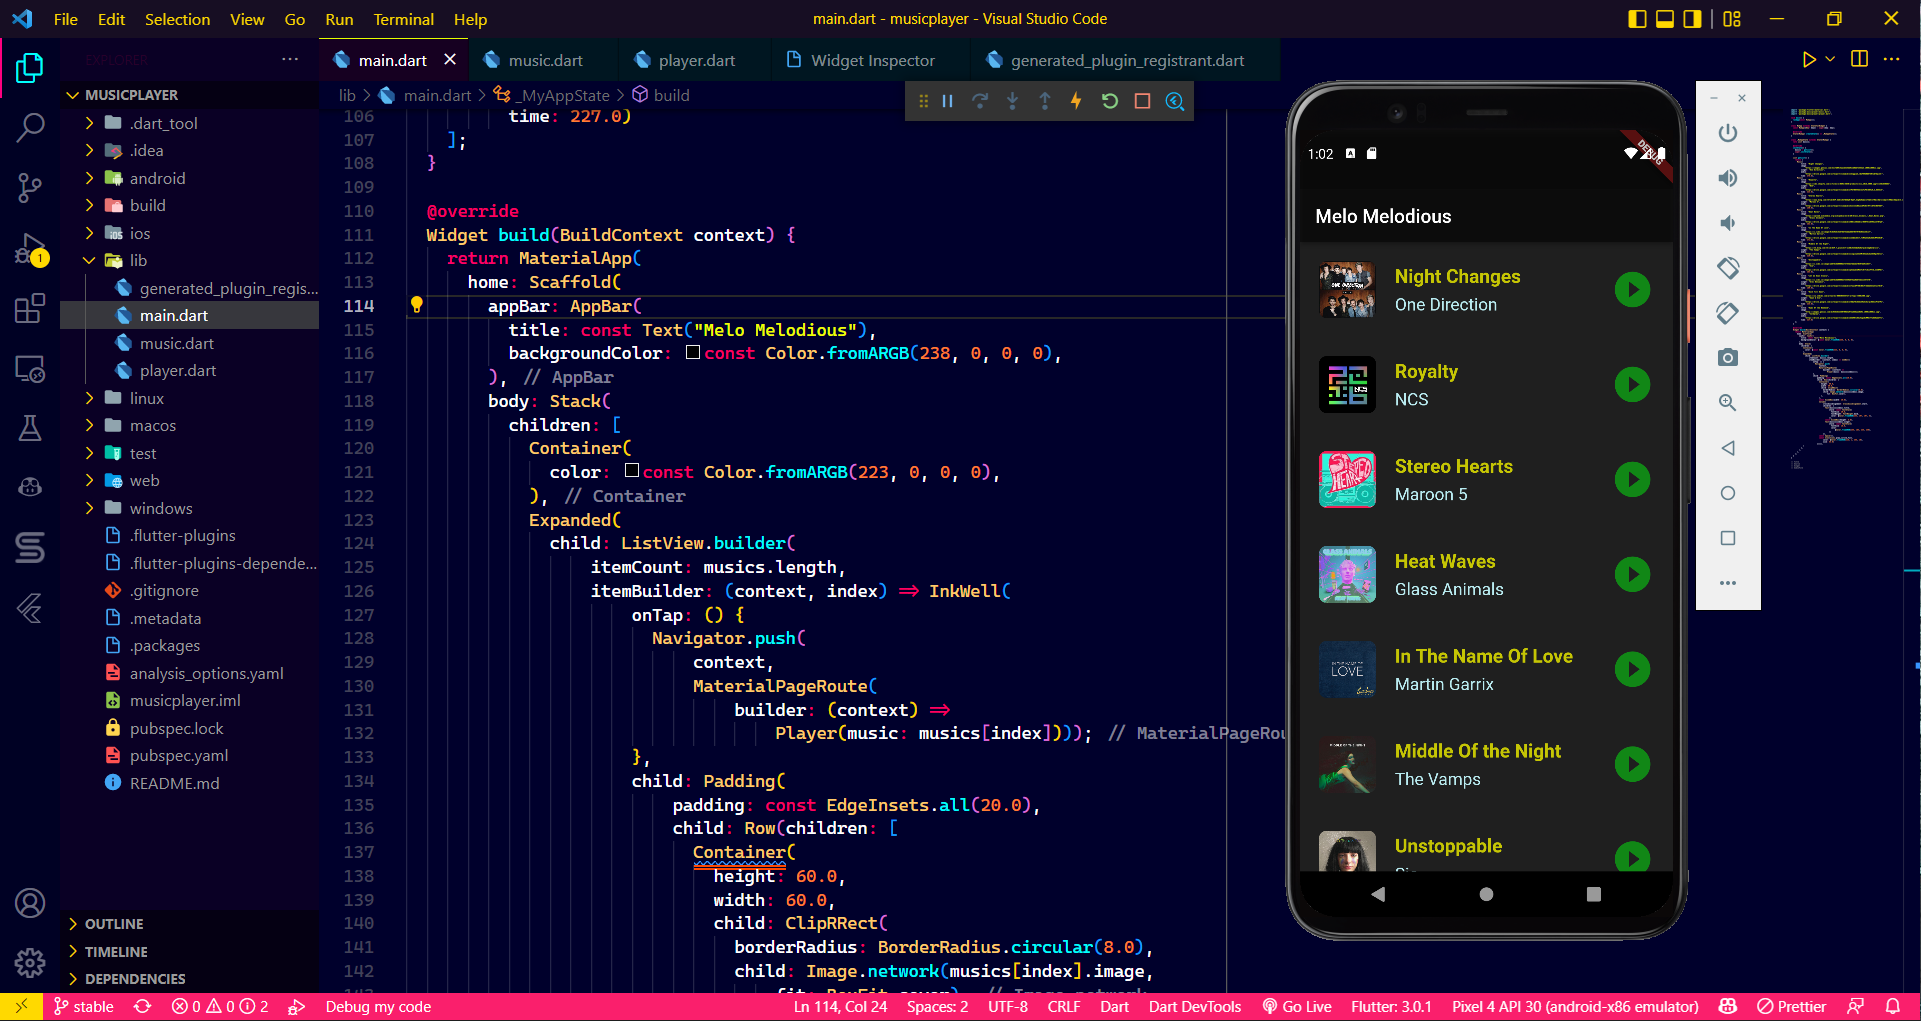 File Edit Selection View Go Run Terminal Help
main.dart - musicplayer - Visual Studio Code
EXPLORER
main.dart
music.dart
player.dart
Widget Inspector
generated_plugin_registrant.dart
lib > main.dart > _MyAppState > build
MUSICPLAYER
.dart_tool
.idea
android
build
ios
lib
generated_plugin_regis...
main.dart
music.dart
player.dart
linux
macos
test
web
windows
.flutter-plugins
.flutter-plugins-depende...
.gitignore
.metadata
.packages
analysis_options.yaml
musicplayer.iml
pubspec.lock
pubspec.yaml
README.md
OUTLINE
TIMELINE
DEPENDENCIES
1
106 time: 227.0)
107 ];
108 }
109
110 @override
111 Widget build(BuildContext context) {
112 return MaterialApp(
113 home: Scaffold(
114 appBar: AppBar(
115 title: const Text("Melo Melodious"),
116 backgroundColor: const Color.fromARGB(238, 0, 0, 0),
117 ), // AppBar
118 body: Stack(
119 children: [
120 Container(
121 color: const Color.fromARGB(223, 0, 0, 0),
122 ), // Container
123 Expanded(
124 child: ListView.builder(
125 itemCount: musics.length,
126 itemBuilder: (context, index) => InkWell(
127 onTap: () {
128 Navigator.push(
129 context,
130 MaterialPageRoute(
131 builder: (context) =>
132 Player(music: musics[index]))); // MaterialPageRou
133 },
134 child: Padding(
135 padding: const EdgeInsets.all(20.0),
136 child: Row(children: [
137 Container(
138 height: 60.0,
139 width: 60.0,
140 child: ClipRRect(
141 borderRadius: BorderRadius.circular(8.0),
142 child: Image.network(musics[index].image,
1:02
DEBUG
Melo Melodious
Night Changes
One Direction
ONE DIRECTION
Royalty
NCS
Stereo Hearts
Maroon 5
Heat Waves
Glass Animals
In The Name Of Love
Martin Garrix
LOVE
Middle Of the Night
The Vamps
Unstoppable
stable
0 0 2
Debug my code
Ln 114, Col 24
Spaces: 2
UTF-8
CRLF
Dart
Dart DevTools
Go Live
Flutter: 3.0.1
Pixel 4 API 30 (android-x86 emulator)
Prettier